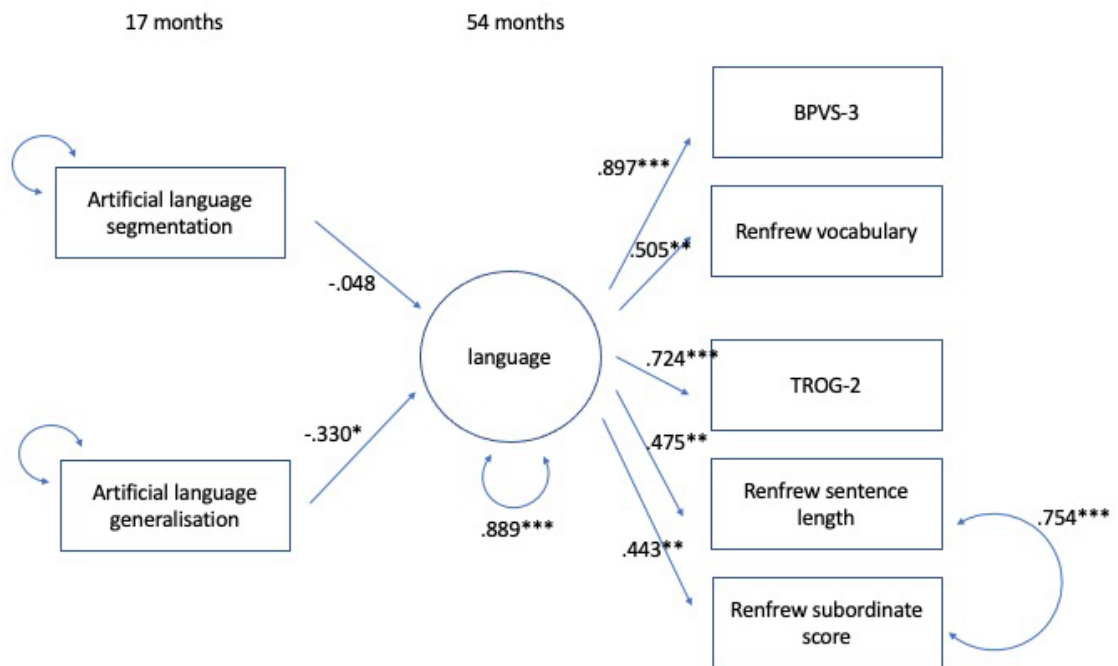 17 months
54 months
BPVS-3
.897***
Artificial language
segmentation
Renfrew vocabulary
.505**
-.048
language
.724***
TROG-2
-.330*
.475**
Artificial language
generalisation
Renfrew sentence
length
.754***
.889***
.443**
Renfrew subordinate
score